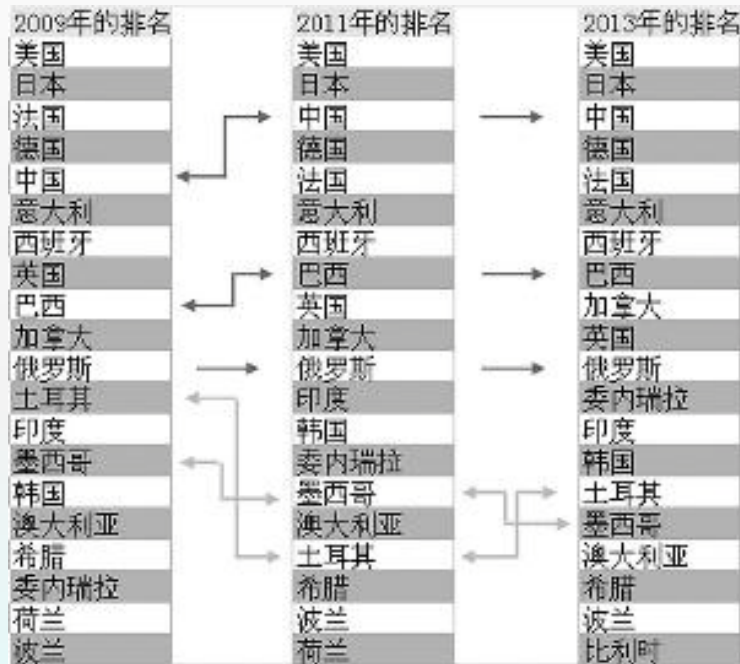 2009年的排名 2011年的排名 2013年的排名
美国 美国 美国
日本 日本 日本
法国 中国 中国
德国 德国 德国
中国 法国 法国
意大利 意大利 意大利
西班牙 西班牙 西班牙
英国 巴西 巴西
巴西 英国 加拿大
加拿大 加拿大 英国
俄罗斯 俄罗斯 俄罗斯
土耳其 印度 委内瑞拉
印度 韩国 印度
墨西哥 委内瑞拉 韩国
韩国 墨西哥 土耳其
澳大利亚 澳大利亚 墨西哥
希腊 土耳其 澳大利亚
委内瑞拉 希腊 希腊
荷兰 波兰 波兰
波兰 荷兰 比利时